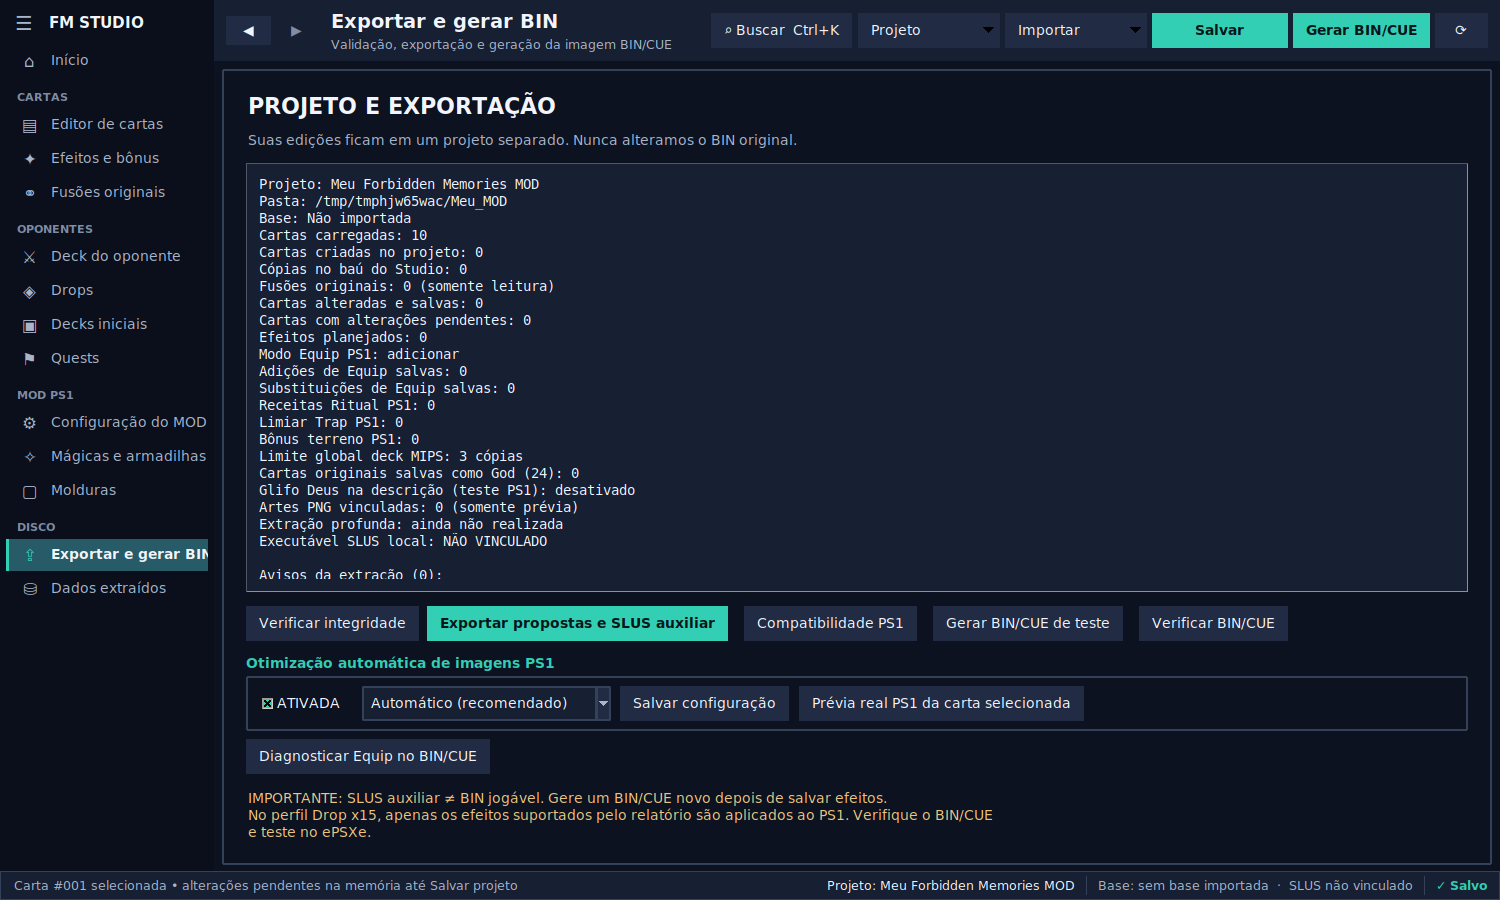 ☰ FM STUDIO
⌂ Início
CARTAS
▤ Editor de cartas
✦ Efeitos e bônus
⚭ Fusões originais
OPONENTES
⚔ Deck do oponente
◈ Drops
▣ Decks iniciais
⚑ Quests
MOD PS1
⚙ Configuração do MOD
✧ Mágicas e armadilhas
▢ Molduras
DISCO
⇪ Exportar e gerar BIN
⛁ Dados extraídos
◀ ▶ Exportar e gerar BIN
Validação, exportação e geração da imagem BIN/CUE
⌕ Buscar Ctrl+K
Projeto
Importar
Salvar
Gerar BIN/CUE
⟳
PROJETO E EXPORTAÇÃO
Suas edições ficam em um projeto separado. Nunca alteramos o BIN original.
Projeto: Meu Forbidden Memories MOD
Pasta: /tmp/tmphjw65wac/Meu_MOD
Base: Não importada
Cartas carregadas: 10
Cartas criadas no projeto: 0
Cópias no baú do Studio: 0
Fusões originais: 0 (somente leitura)
Cartas alteradas e salvas: 0
Cartas com alterações pendentes: 0
Efeitos planejados: 0
Modo Equip PS1: adicionar
Adições de Equip salvas: 0
Substituições de Equip salvas: 0
Receitas Ritual PS1: 0
Limiar Trap PS1: 0
Bônus terreno PS1: 0
Limite global deck MIPS: 3 cópias
Cartas originais salvas como God (24): 0
Glifo Deus na descrição (teste PS1): desativado
Artes PNG vinculadas: 0 (somente prévia)
Extração profunda: ainda não realizada
Executável SLUS local: NÃO VINCULADO
Avisos da extração (0):
Verificar integridade
Exportar propostas e SLUS auxiliar
Compatibilidade PS1
Gerar BIN/CUE de teste
Verificar BIN/CUE
Otimização automática de imagens PS1
ATIVADA
Automático (recomendado)
Salvar configuração
Prévia real PS1 da carta selecionada
Diagnosticar Equip no BIN/CUE
IMPORTANTE: SLUS auxiliar ≠ BIN jogável. Gere um BIN/CUE novo depois de salvar efeitos.
No perfil Drop x15, apenas os efeitos suportados pelo relatório são aplicados ao PS1. Verifique o BIN/CUE
e teste no ePSXe.
Carta #001 selecionada • alterações pendentes na memória até Salvar projeto
Projeto: Meu Forbidden Memories MOD
Base: sem base importada · SLUS não vinculado
✓ Salvo